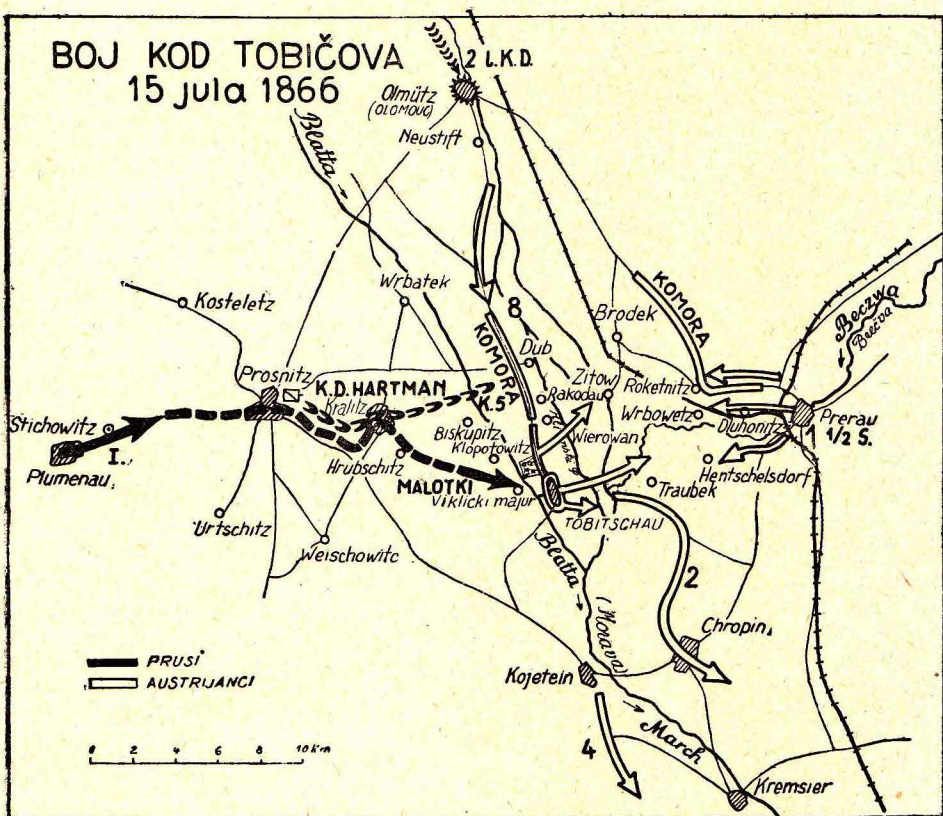 BOJ KOD TOBIČOVA
15 jula 1866
2 L.K.D.
Olmütz
(OLOMOUC)
Neustift
Blatta
Kosteletz
Wrbatek
KOMORA
8
Dub
Brodek
KOMORA
Beczwa
Bečva
Prosnitz
K.D. HARTMAN
Kralitz
K.5
Rakodau
Zitow
Roketnitz
Wrbowetz
Duhonitz
Prerau
1/2 S.
Stichowitz
I.
Plumenau
Biskupitz
Klopotowitz
Wierowan
Hrubschitz
MALOTKI
Viklicki majur
Hentschelsdorf
Traubek
TOBITSCHAU
Urtschitz
Weischowitc
Blatta
(Morava)
2
Chropin
PRUSI
AUSTRIJANCI
Kojetein
March
4
Kremsier
0 2 4 6 8 10 km